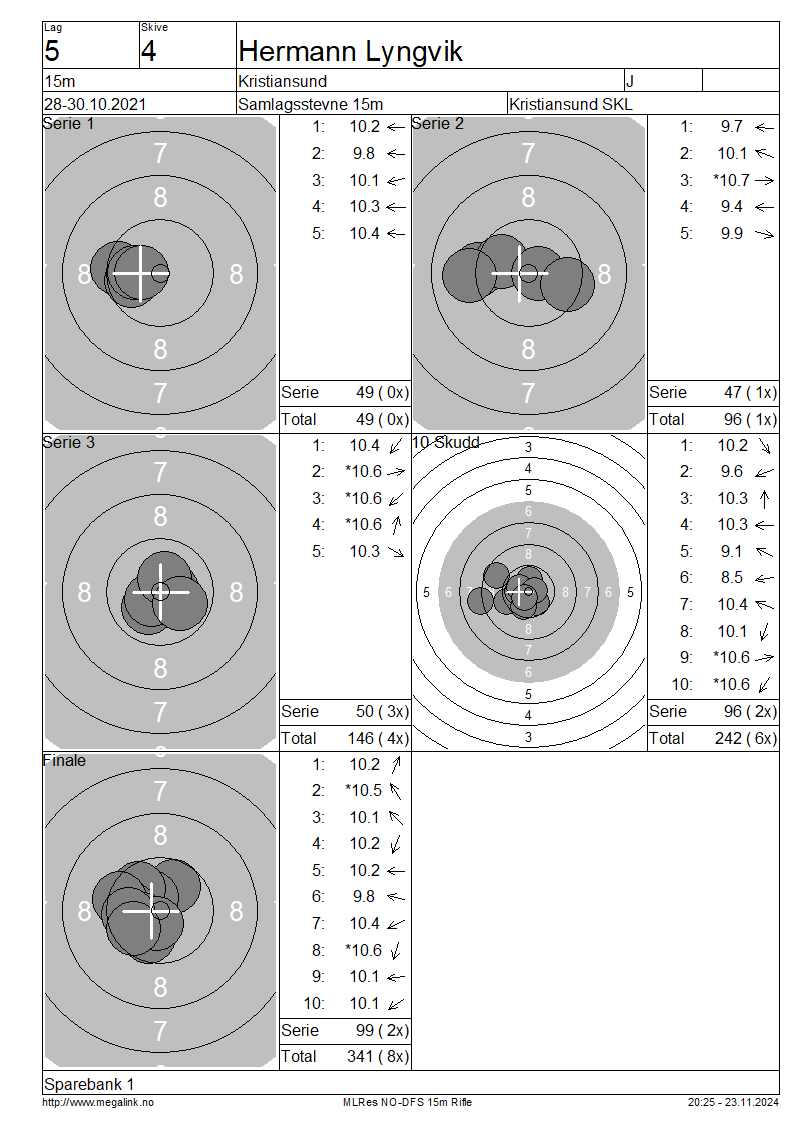 Lag
5
Skive
4
Hermann Lyngvik
15m
Kristiansund
J
28-30.10.2021
Samlagsstevne 15m
Kristiansund SKL
Serie 1
7
8
8
8
8
7
1: 10.2
2: 9.8
3: 10.1
4: 10.3
5: 10.4
Serie 49 ( 0x)
Total 49 ( 0x)
Serie 2
7
8
8
8
7
1: 9.7
2: 10.1
3: *10.7
4: 9.4
5: 9.9
Serie 47 ( 1x)
Total 96 ( 1x)
Serie 3
7
8
8 8
8
7
1: 10.4
2: *10.6
3: *10.6
4: *10.6
5: 10.3
Serie 50 ( 3x)
Total 146 ( 4x)
10 Skudd
3
4
5
6
7
8
5 6 7 8 7 6 5
8
7
6
5
4
3
1: 10.2
2: 9.6
3: 10.3
4: 10.3
5: 9.1
6: 8.5
7: 10.4
8: 10.1
9: *10.6
10: *10.6
Serie 96 ( 2x)
Total 242 ( 6x)
Finale
7
8
8 8
8
7
1: 10.2
2: *10.5
3: 10.1
4: 10.2
5: 10.2
6: 9.8
7: 10.4
8: *10.6
9: 10.1
10: 10.1
Serie 99 ( 2x)
Total 341 ( 8x)
Sparebank 1
http://www.megalink.no
MLRes NO-DFS 15m Rifle
20:25 - 23.11.2024